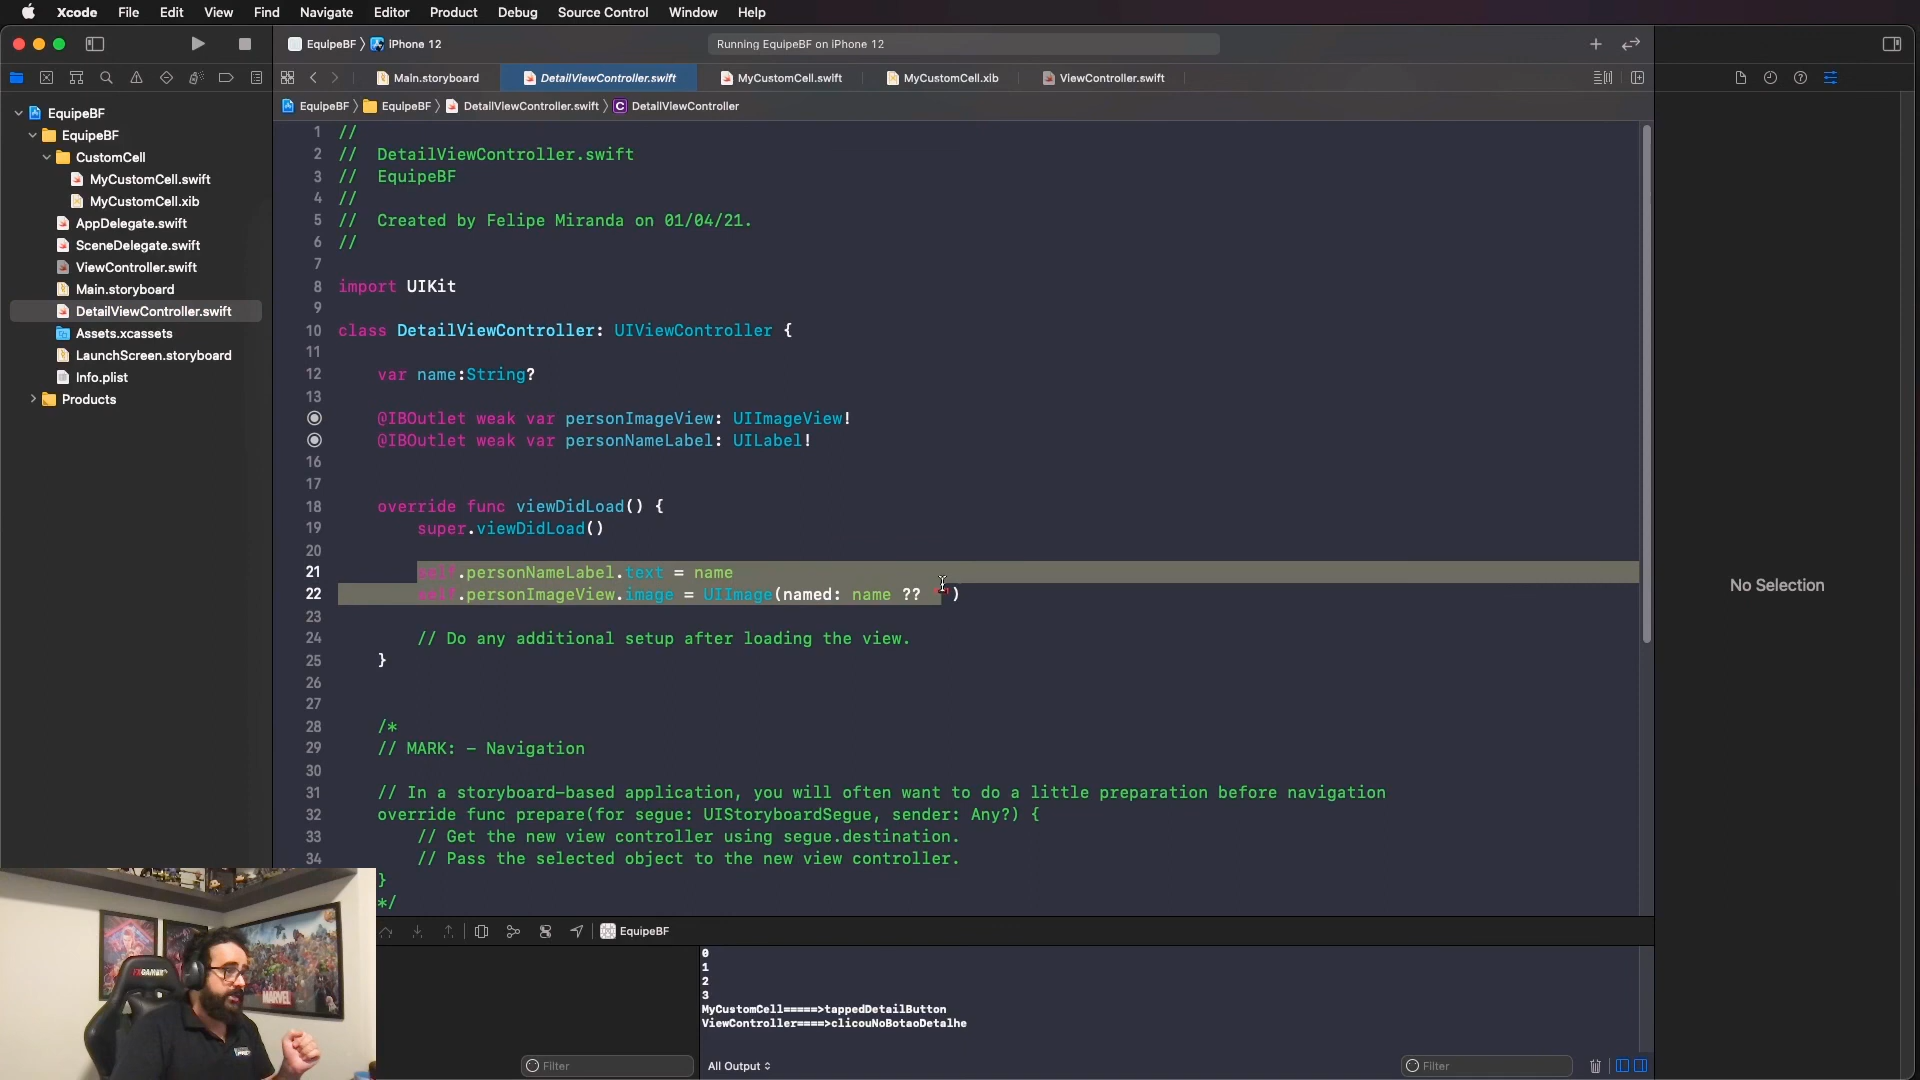 Xcode File Edit View Find Navigate Editor Product Debug Source Control Window Help
EquipeBF iPhone 12
Running EquipeBF on iPhone 12
Main.storyboard DetailViewController.swift MyCustomCell.swift MyCustomCell.xib ViewController.swift
EquipeBF EquipeBF DetailViewController.swift C DetailViewController
EquipeBF
EquipeBF
CustomCell
MyCustomCell.swift
MyCustomCell.xib
AppDelegate.swift
SceneDelegate.swift
ViewController.swift
Main.storyboard
DetailViewController.swift
Assets.xcassets
LaunchScreen.storyboard
Info.plist
Products
1 //
2 //  DetailViewController.swift
3 //  EquipeBF
4 //
5 //  Created by Felipe Miranda on 01/04/21.
6 //
7
8 import UIKit
9
10 class DetailViewController: UIViewController {
11
12     var name:String?
13
@IBOutlet weak var personImageView: UIImageView!
@IBOutlet weak var personNameLabel: UILabel!
16
17
18     override func viewDidLoad() {
19         super.viewDidLoad()
20
21         self.personNameLabel.text = name
22         self.personImageView.image = UIImage(named: name ?? "")
23
24         // Do any additional setup after loading the view.
25     }
26
27
28     /*
29     // MARK: - Navigation
30
31     // In a storyboard-based application, you will often want to do a little preparation before navigation
32     override func prepare(for segue: UIStoryboardSegue, sender: Any?) {
33         // Get the new view controller using segue.destination.
34         // Pass the selected object to the new view controller.
}
*/
No Selection
EquipeBF
0
1
2
3
MyCustomCell=====>tappedDetailButton
ViewController====>clicouNoBotaoDetalhe
Filter
All Output
Filter
MARVEL